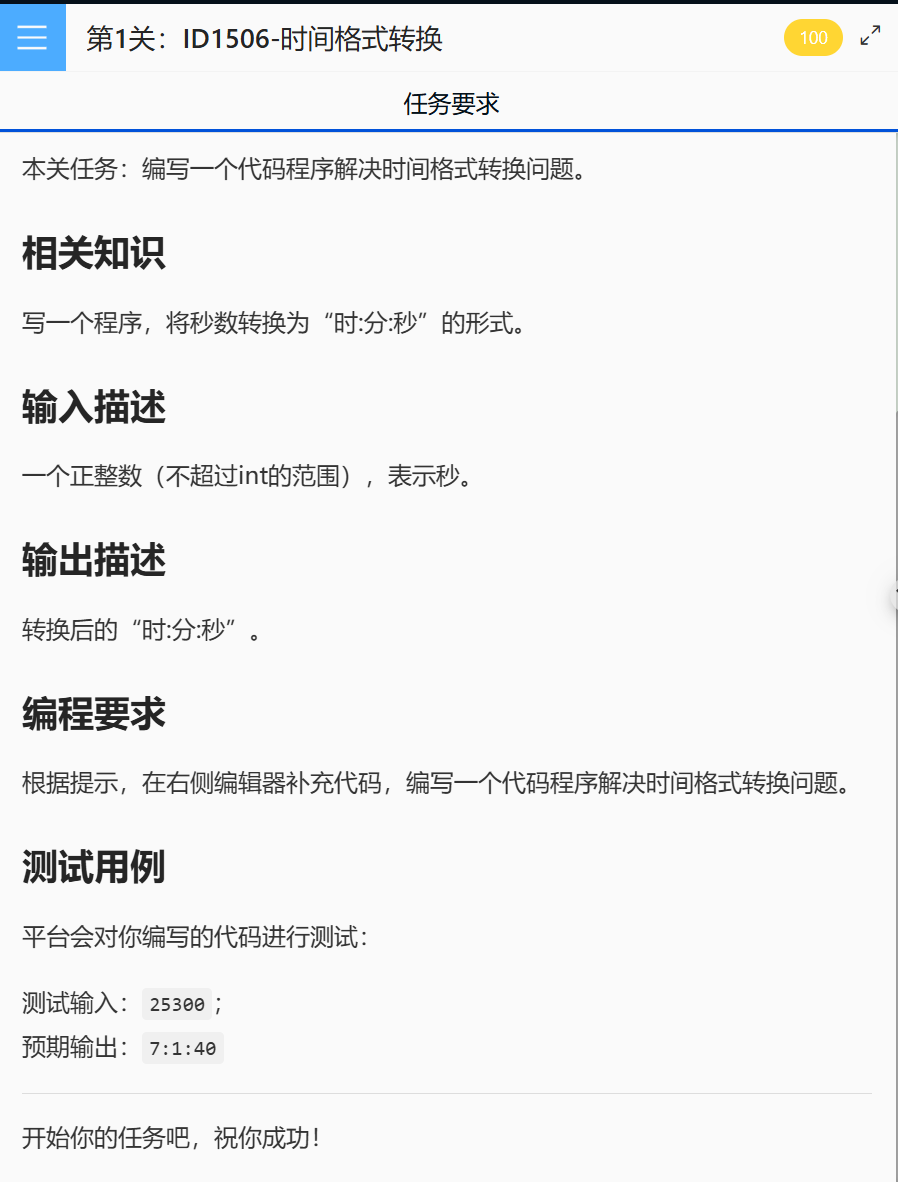 第1关：ID1506-时间格式转换
100
任务要求
本关任务：编写一个代码程序解决时间格式转换问题。
相关知识
写一个程序，将秒数转换为“时:分:秒”的形式。
输入描述
一个正整数（不超过int的范围），表示秒。
输出描述
转换后的“时:分:秒”。
编程要求
根据提示，在右侧编辑器补充代码，编写一个代码程序解决时间格式转换问题。
测试用例
平台会对你编写的代码进行测试：
测试输入：25300；
预期输出：7:1:40
开始你的任务吧，祝你成功！